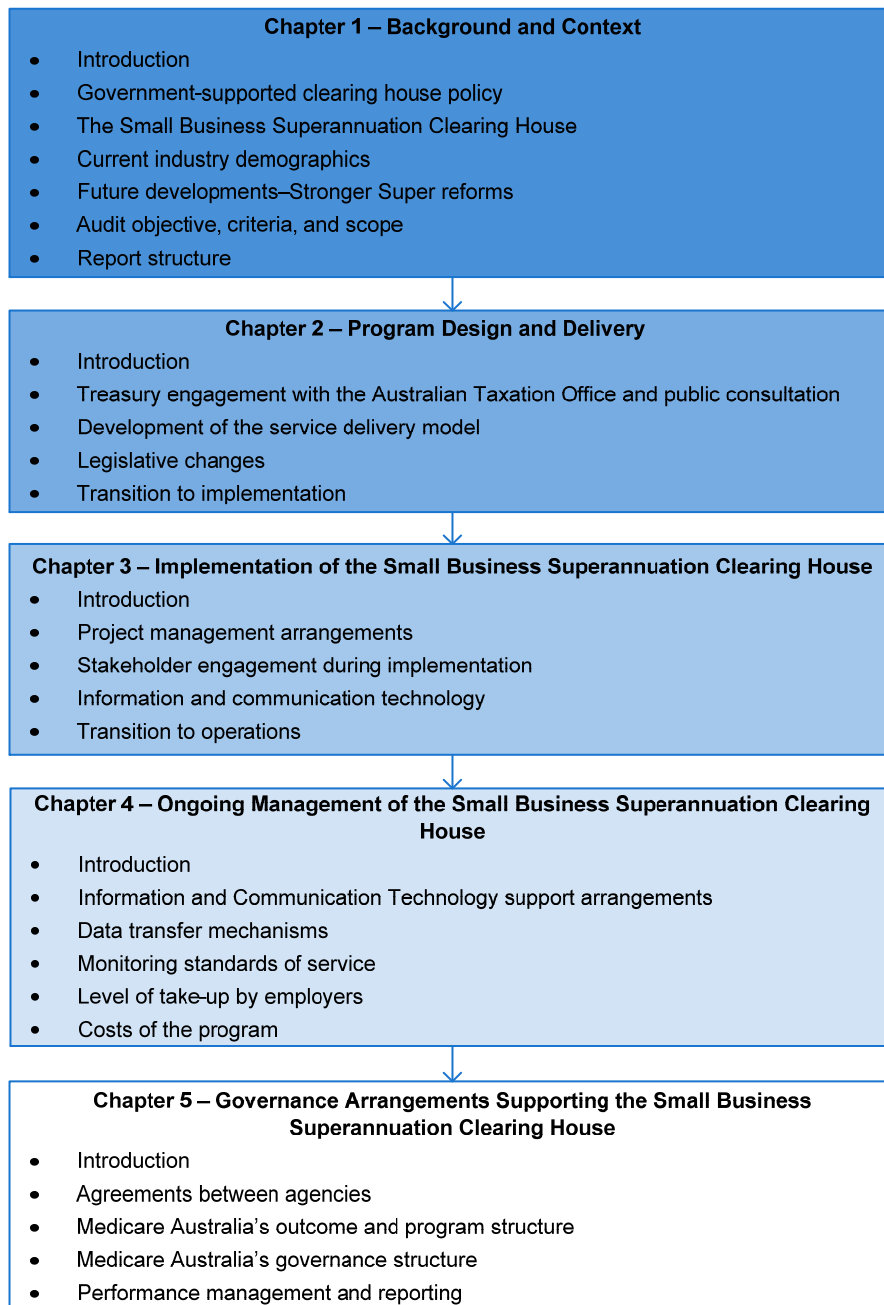 Chapter 1 – Background and Context
• Introduction
• Government-supported clearing house policy
• The Small Business Superannuation Clearing House
• Current industry demographics
• Future developments–Stronger Super reforms
• Audit objective, criteria, and scope
• Report structure
Chapter 2 – Program Design and Delivery
• Introduction
• Treasury engagement with the Australian Taxation Office and public consultation
• Development of the service delivery model
• Legislative changes
• Transition to implementation
Chapter 3 – Implementation of the Small Business Superannuation Clearing House
• Introduction
• Project management arrangements
• Stakeholder engagement during implementation
• Information and communication technology
• Transition to operations
Chapter 4 – Ongoing Management of the Small Business Superannuation Clearing
House
• Introduction
• Information and Communication Technology support arrangements
• Data transfer mechanisms
• Monitoring standards of service
• Level of take-up by employers
• Costs of the program
Chapter 5 – Governance Arrangements Supporting the Small Business
Superannuation Clearing House
• Introduction
• Agreements between agencies
• Medicare Australia’s outcome and program structure
• Medicare Australia’s governance structure
• Performance management and reporting